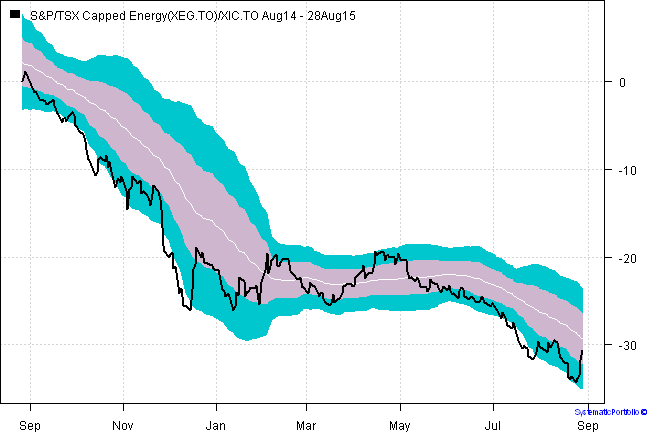 S&P/TSX Capped Energy(XEG.TO)/XIC.TO Aug14 - 28Aug15
0
-10
-20
-30
Sep Nov Jan Mar May Jul Sep
SystematicPortfolio ©